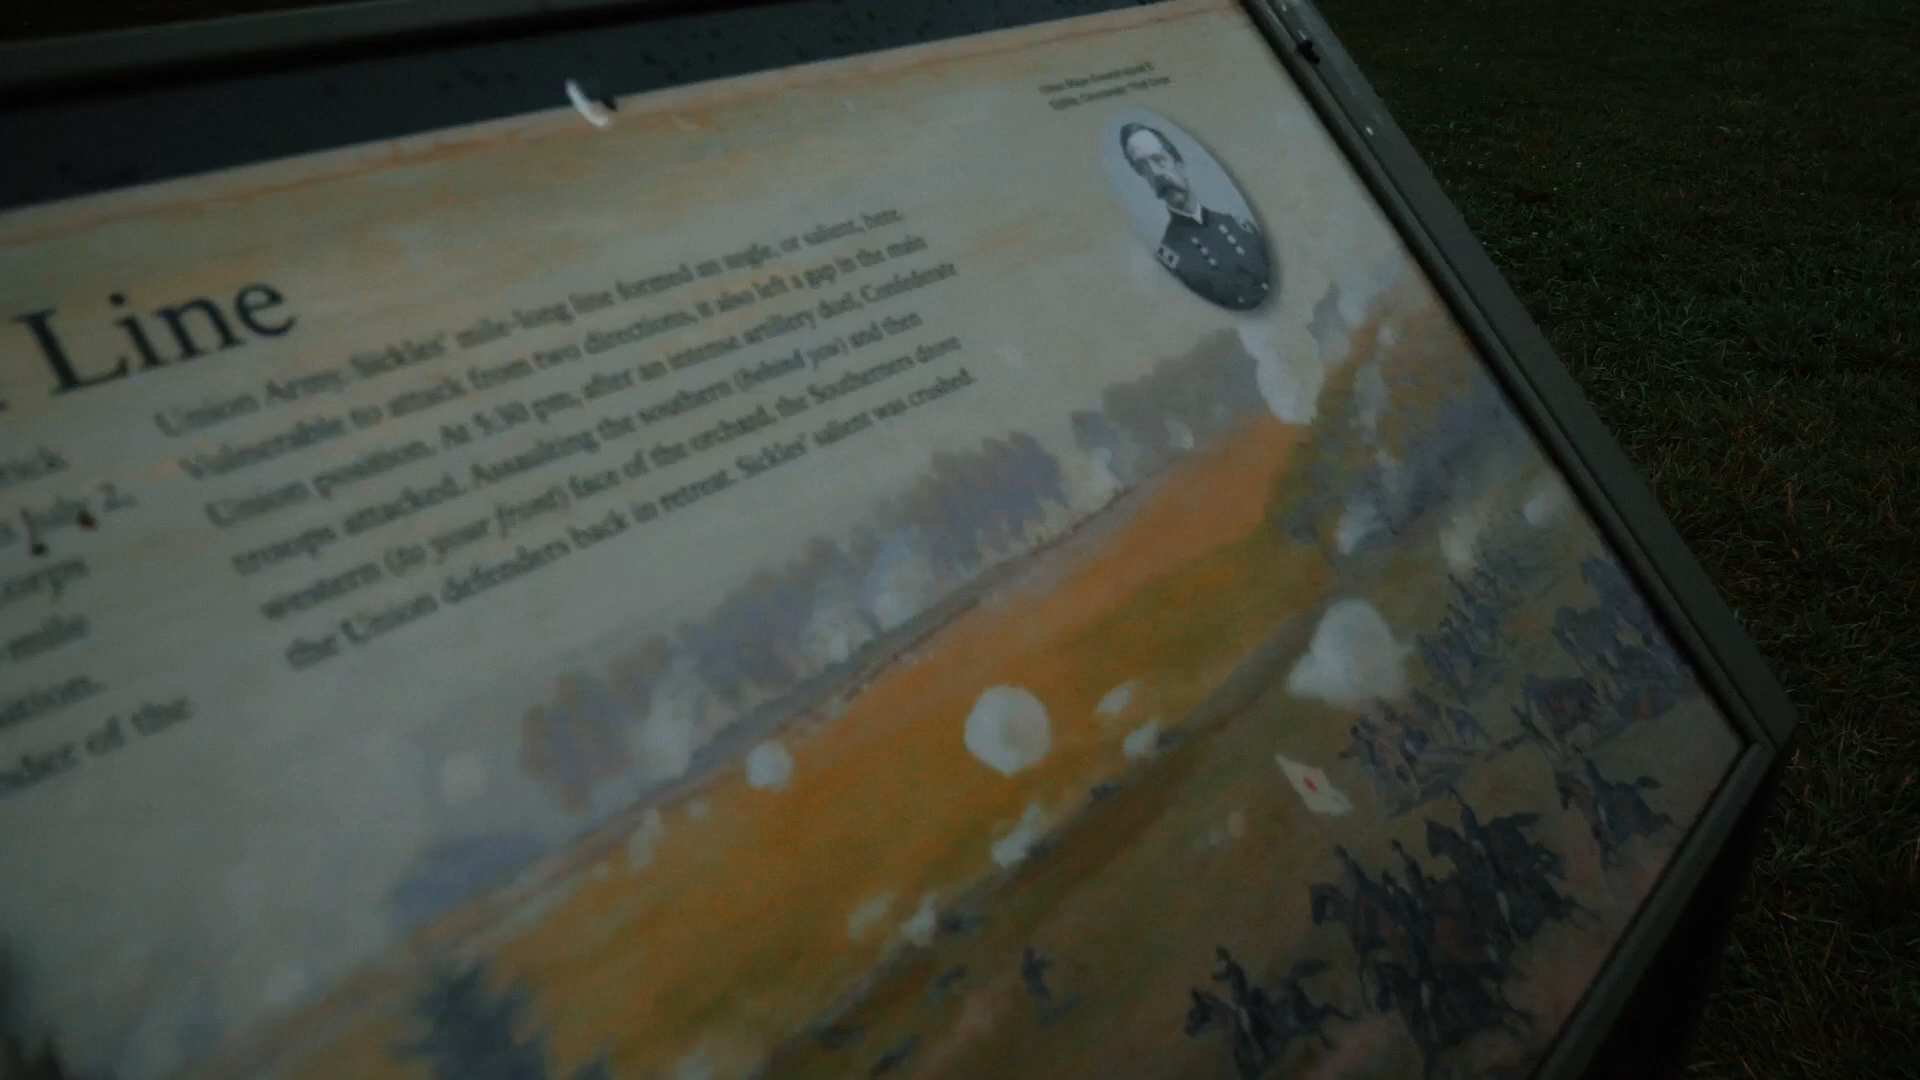 Line
Union Army. Sickles' mile-long line formed an angle, or salient, here.
Vulnerable to attack from two directions, it also left a gap in the main
Union position. At 5:30 pm, after an intense artillery duel, Confederate
troops attacked. Assaulting the southern (behind you) and then
western (to your front) face of the orchard, the Southerners drove
the Union defenders back in retreat. Sickles' salient was crushed.
July 2,
corps
mile
of the